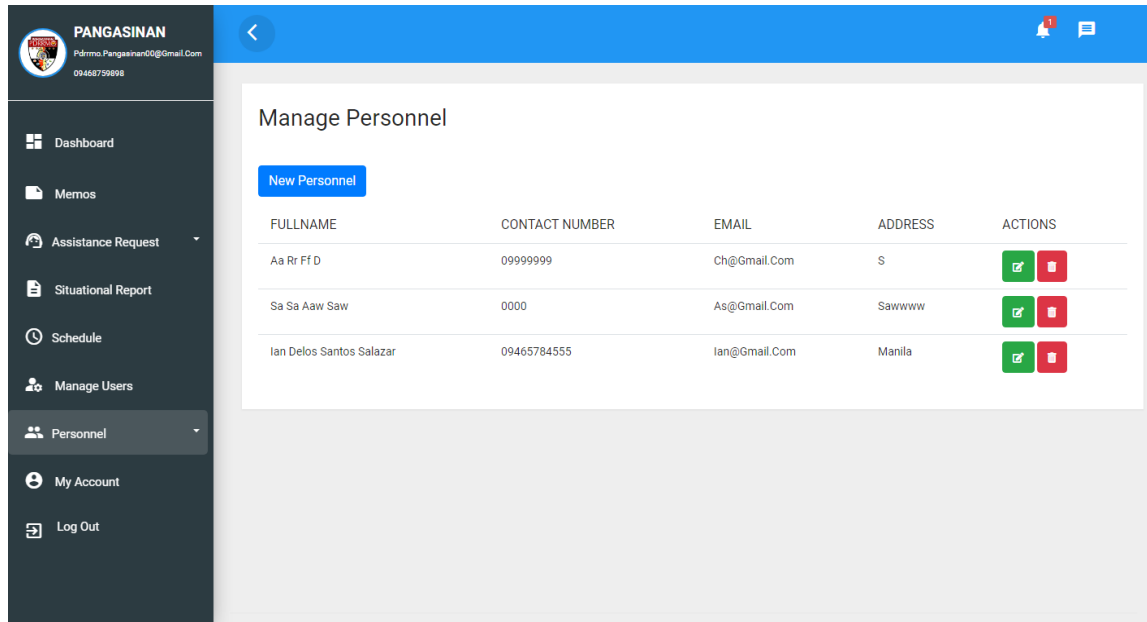 PANGASINAN
Pdrrmo.Pangasinan00@Gmail.Com
09468759898
1
Dashboard
Memos
Assistance Request
Situational Report
Schedule
Manage Users
Personnel
My Account
Log Out
Manage Personnel
New Personnel
FULLNAME CONTACT NUMBER EMAIL ADDRESS ACTIONS
Aa Rr Ff D 09999999 Ch@Gmail.Com S
Sa Sa Aaw Saw 0000 As@Gmail.Com Sawwww
Ian Delos Santos Salazar 09465784555 Ian@Gmail.Com Manila